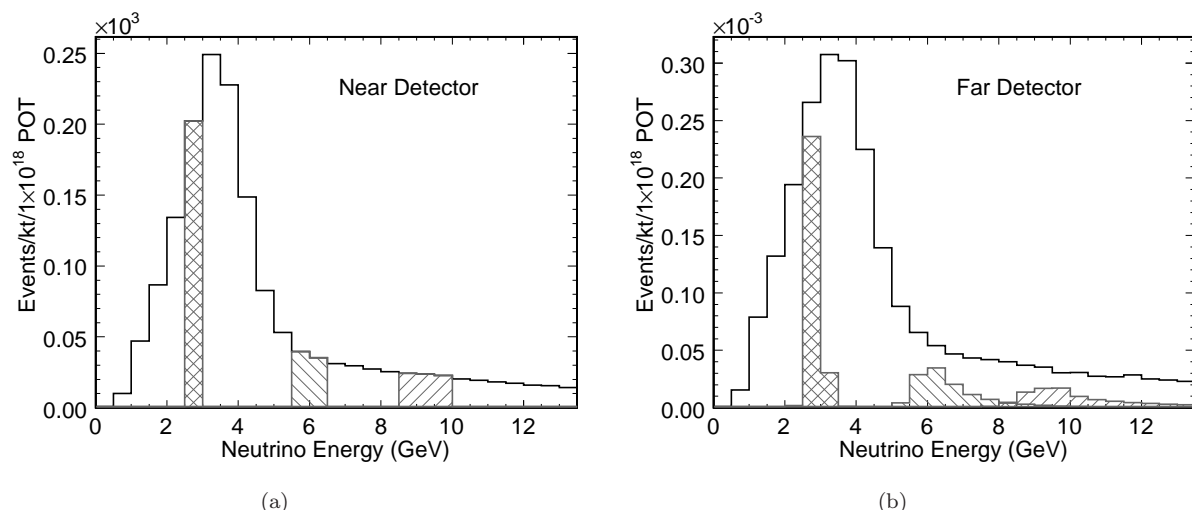 ×10³
0.25
0.20
0.15
0.10
0.05
0.00
Events/kt/1×10¹⁸ POT
Near Detector
0 2 4 6 8 10 12
Neutrino Energy (GeV)
(a)
×10⁻³
0.30
0.25
0.20
0.15
0.10
0.05
0.00
Events/kt/1×10¹⁸ POT
Far Detector
0 2 4 6 8 10 12
Neutrino Energy (GeV)
(b)